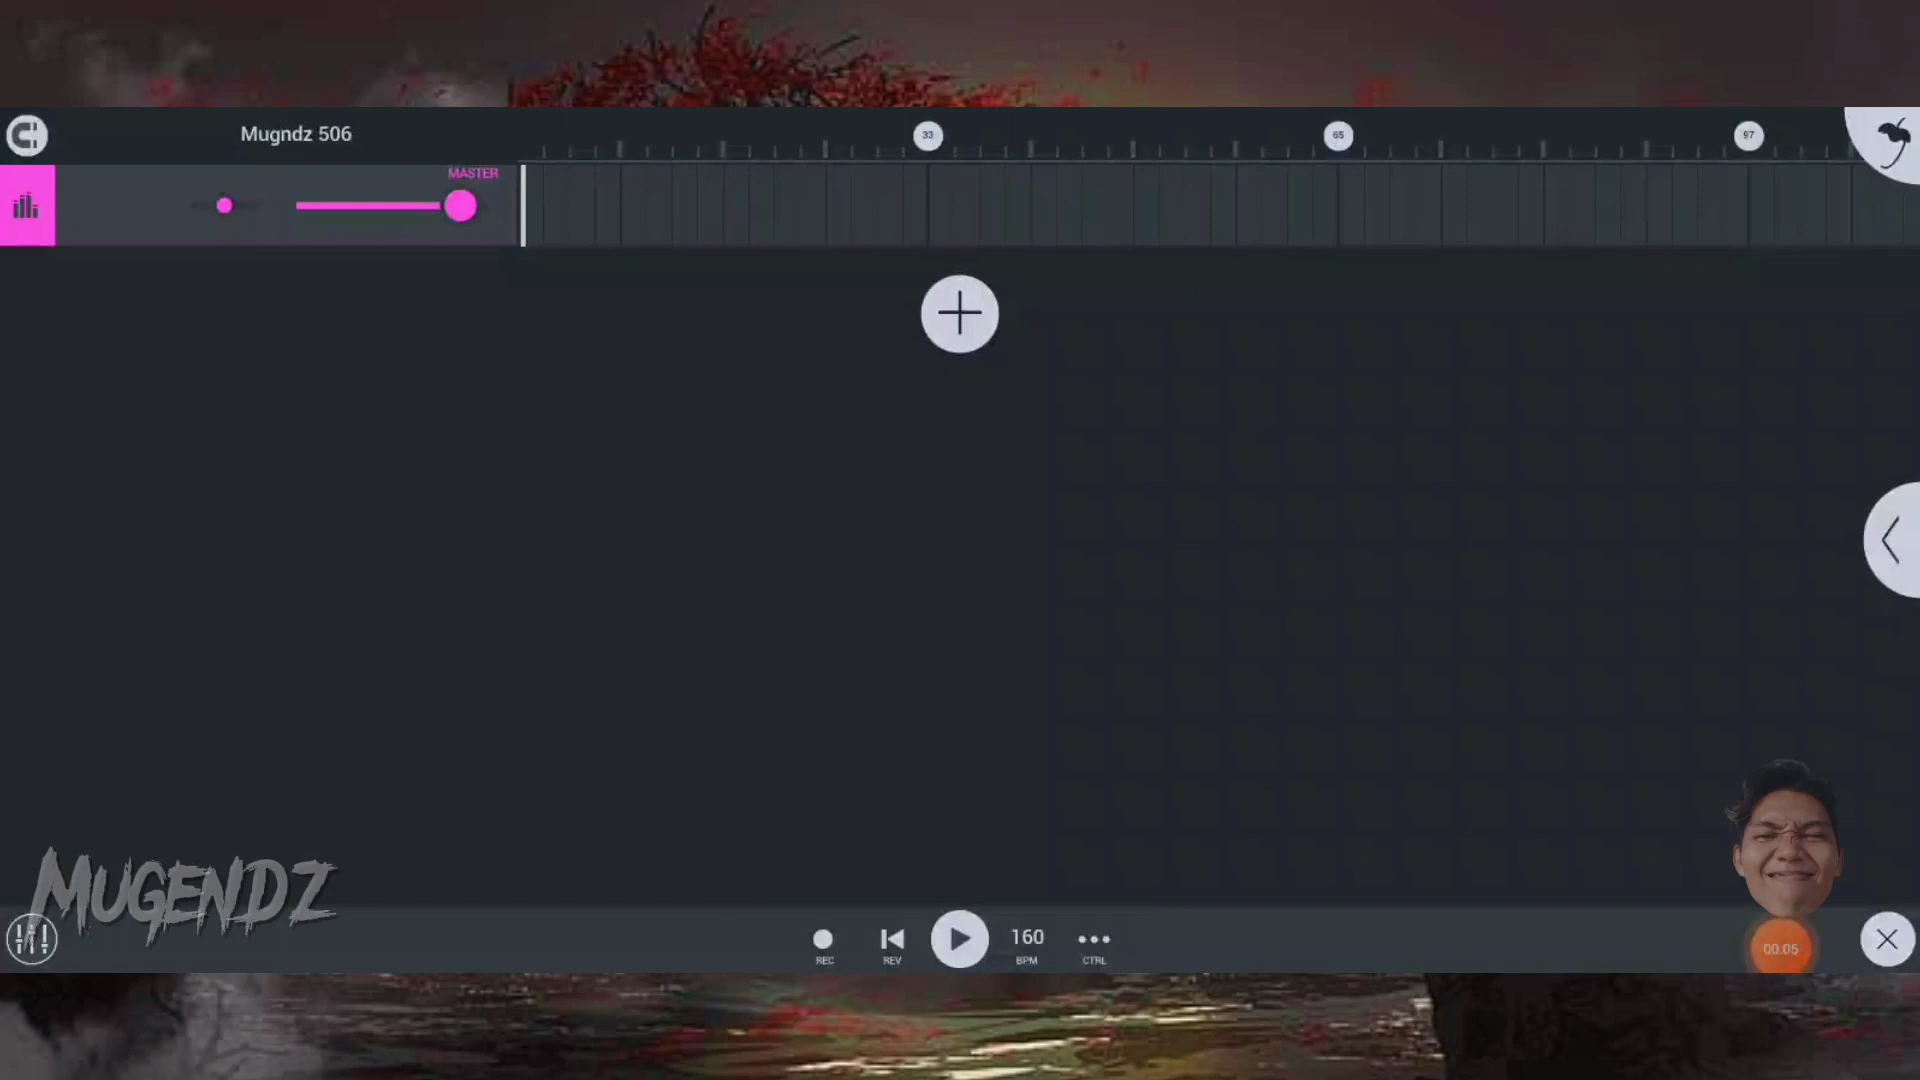 Mugndz 506
33
65
97
MASTER
MUGENDZ
160
REC
REV
BPM
CTRL
00.05